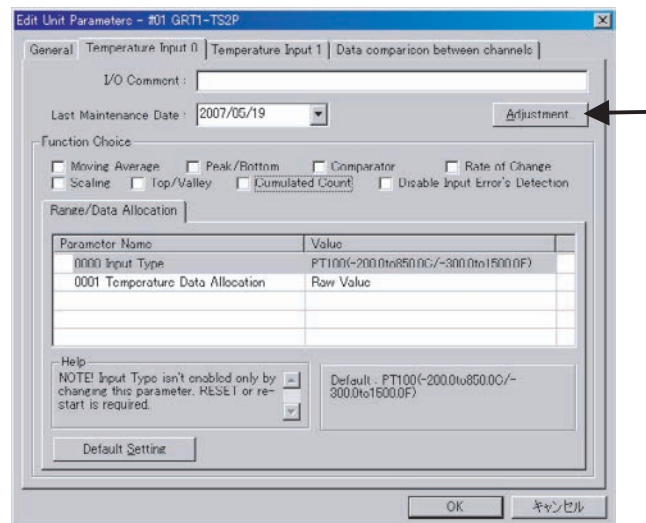 Edit Unit Parameters - #01 GRT1-TS2P
General Temperature Input 0 Temperature Input 1 Data comparison between channels
I/O Comment :
Last Maintenance Date : 2007/05/19 Adjustment...
Function Choice
Moving Average Peak/Bottom Comparator Rate of Change
Scaling Top/Valley Cumulated Count Disable Input Error's Detection
Range/Data Allocation
Parameter Name Value
0000 Input Type PT100(-200.0to850.0C/-300.0to1500.0F)
0001 Temperature Data Allocation Raw Value
Help
NOTE! Input Type isn't enabled only by
changing this parameter. RESET or re-
start is required.
Default : PT100(-200.0to850.0C/-
300.0to1500.0F)
Default Setting
OK キャンセル